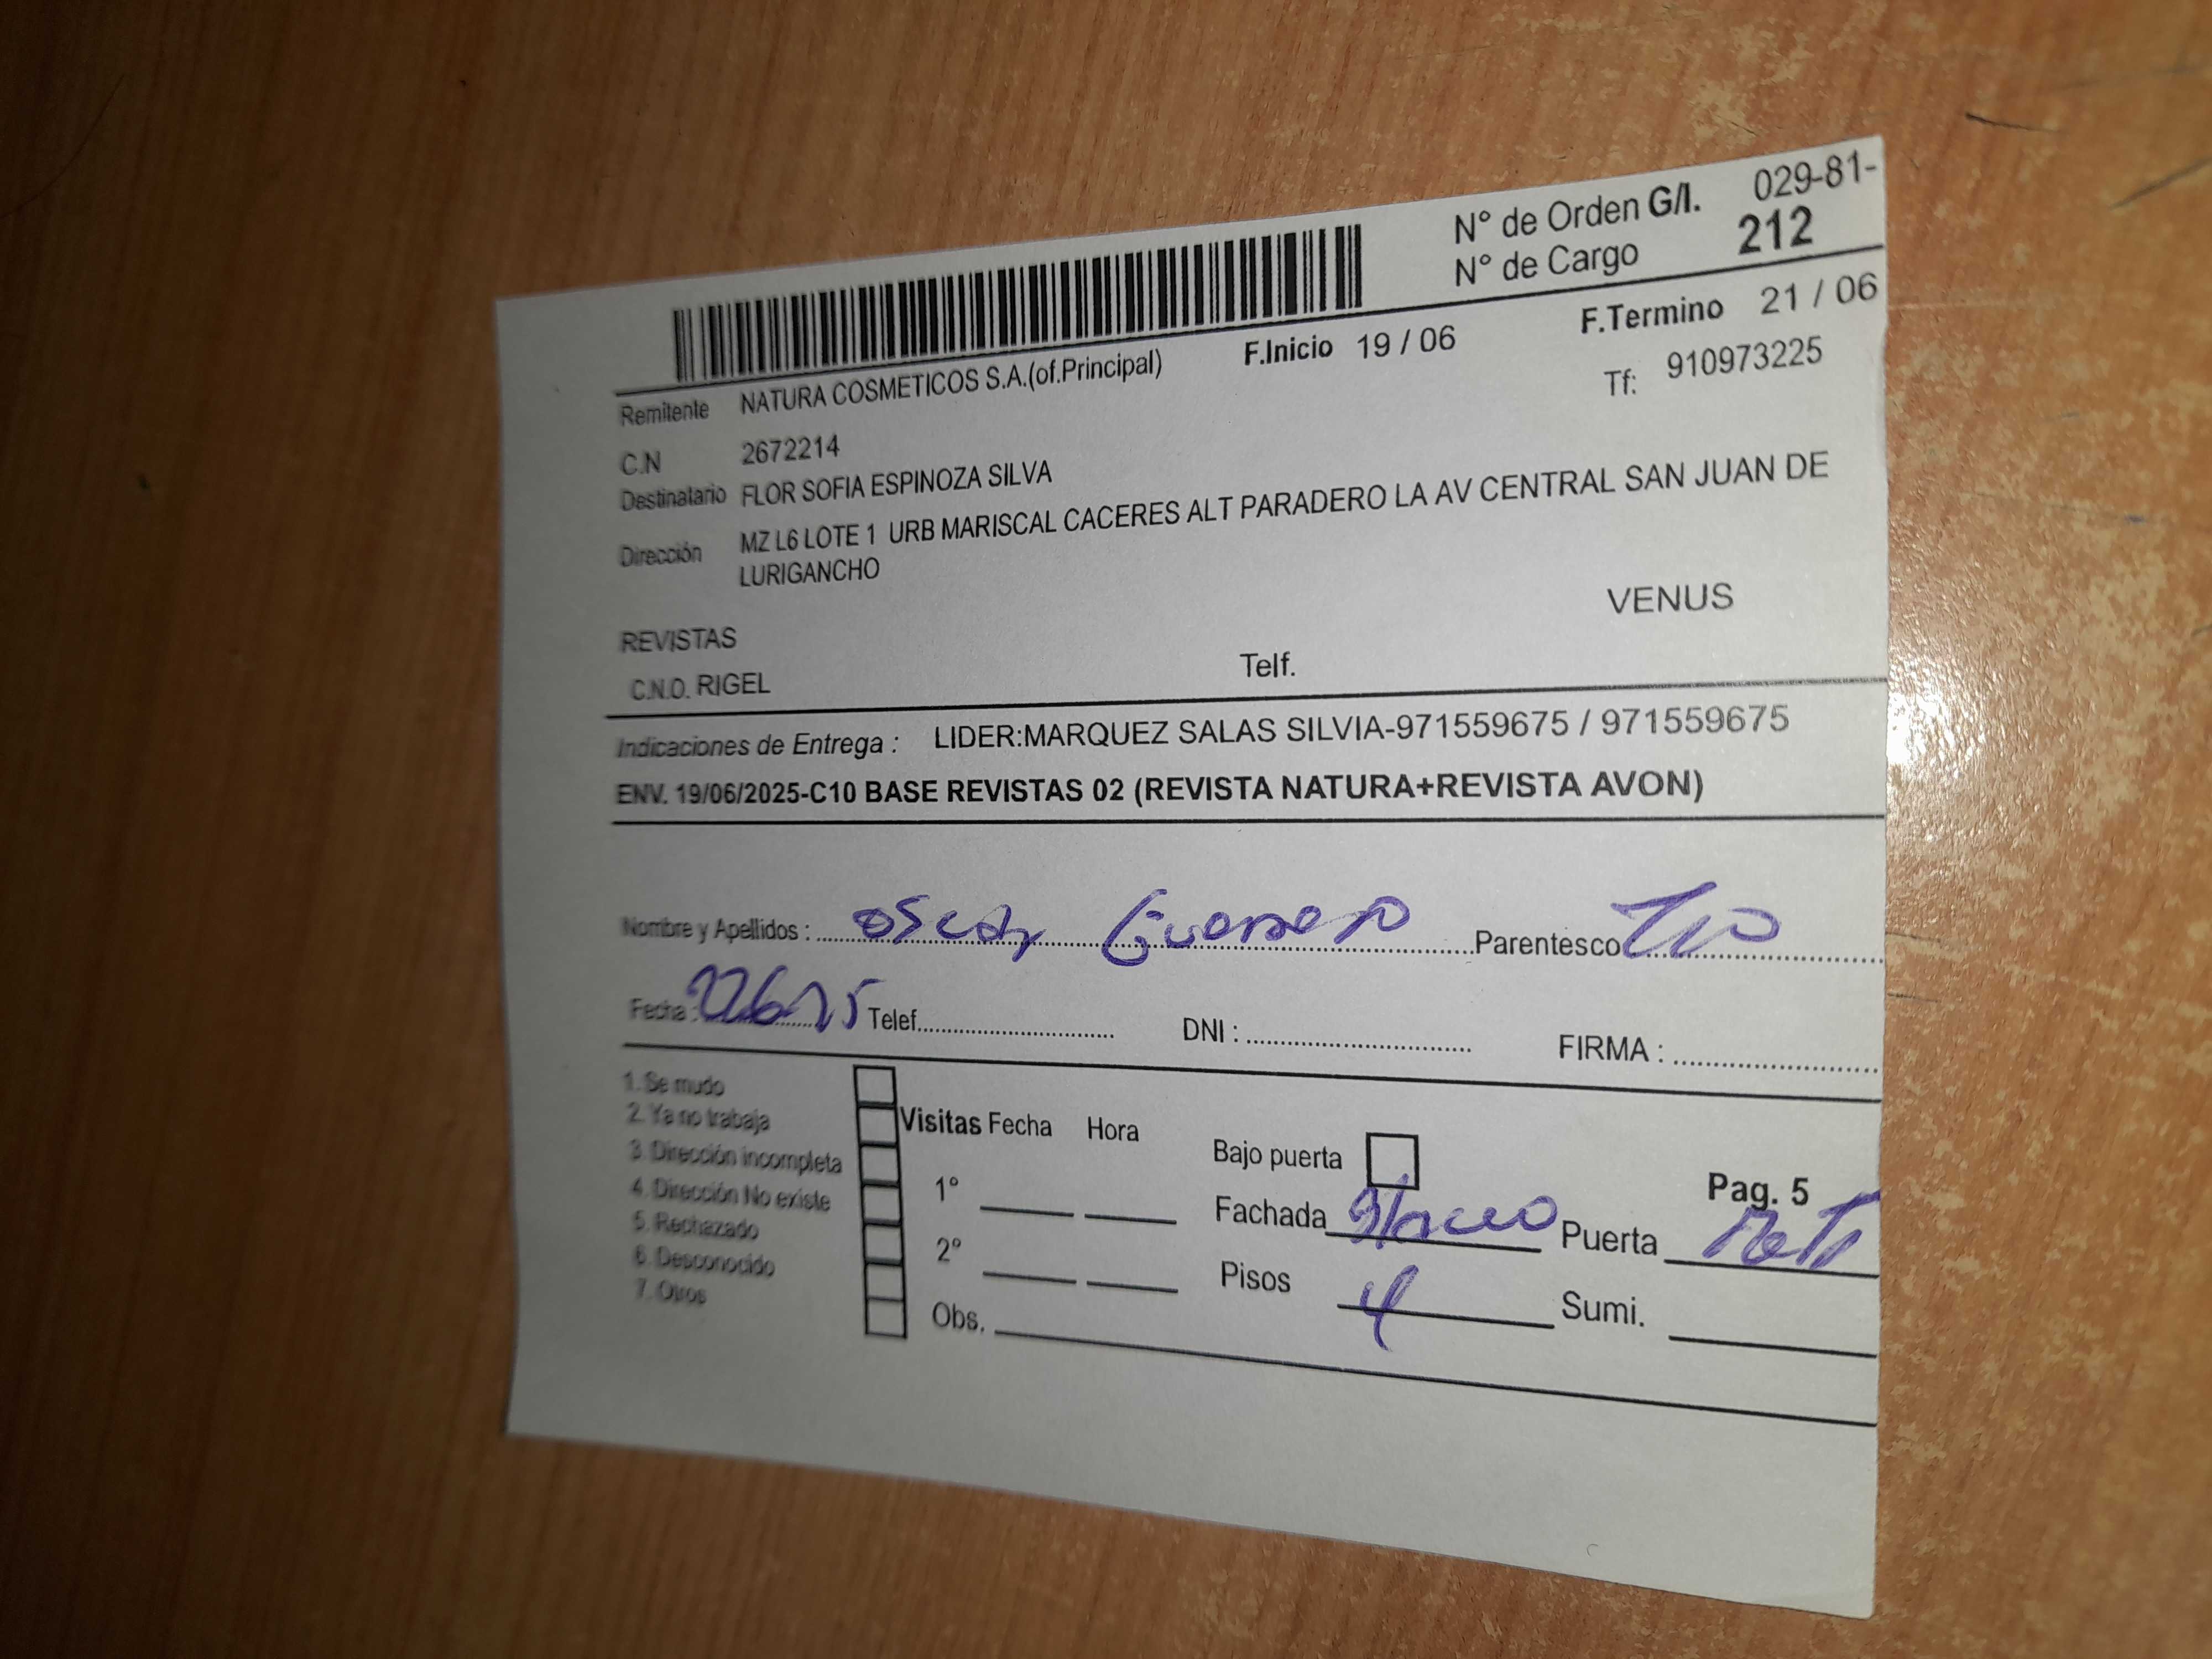 N° de Orden G/I. 029-81-
N° de Cargo 212
F.Inicio 19 / 06 F.Termino 21 / 06
Remitente NATURA COSMETICOS S.A.(of.Principal) Tf: 910973225
C.N 2672214
Destinatario FLOR SOFIA ESPINOZA SILVA
Dirección MZ L6 LOTE 1 URB MARISCAL CACERES ALT PARADERO LA AV CENTRAL SAN JUAN DE
LURIGANCHO
VENUS
REVISTAS
C.N.O. RIGEL Telf.
Indicaciones de Entrega : LIDER:MARQUEZ SALAS SILVIA-971559675 / 971559675
ENV. 19/06/2025-C10 BASE REVISTAS 02 (REVISTA NATURA+REVISTA AVON)
Nombre y Apellidos : oscar Guerrero Parentesco Tio
Fecha : Telef. DNI : FIRMA :
1. Se mudo
2. Ya no trabaja
3. Dirección incompleta
4. Dirección No existe
5. Rechazado
6. Desconocido
7. Otros
Visitas Fecha Hora
1°
2°
Obs.
Bajo puerta
Fachada Blanco Puerta
Pisos 4 Sumi.
Pag. 5